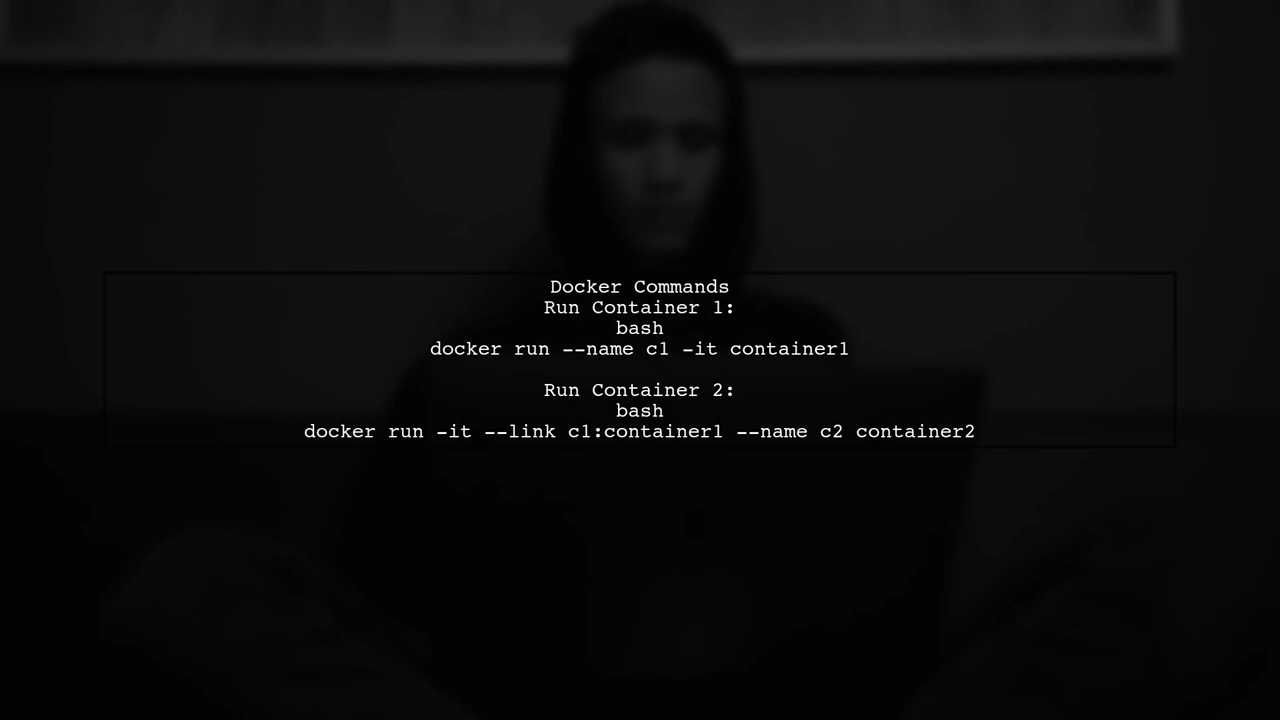 Docker Commands
Run Container 1:
bash
docker run --name c1 -it container1
Run Container 2:
bash
docker run -it --link c1:container1 --name c2 container2